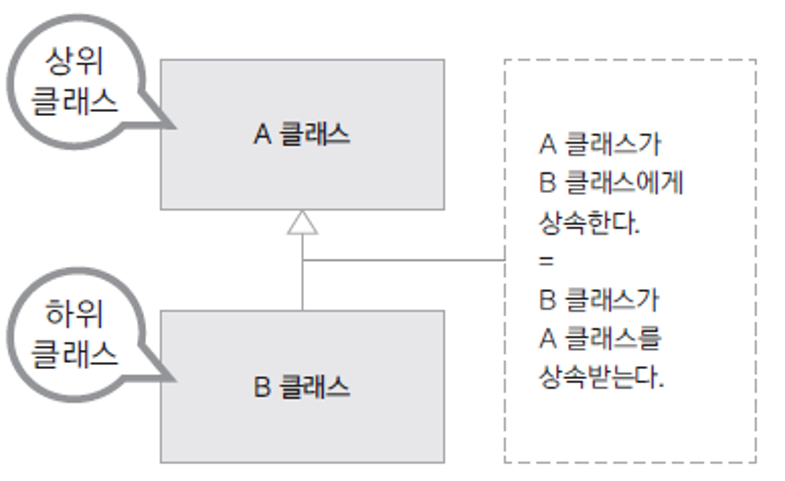 상위
클래스
A 클래스
하위
클래스
B 클래스
A 클래스가
B 클래스에게
상속한다.
=
B 클래스가
A 클래스를
상속받는다.